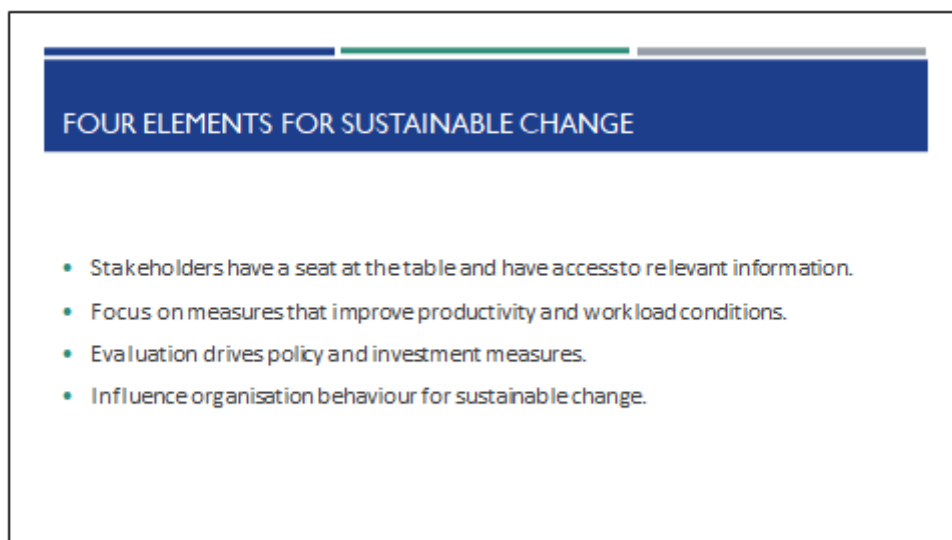 FOUR ELEMENTS FOR SUSTAINABLE CHANGE
• Stakeholders have a seat at the table and have access to relevant information.
• Focus on measures that improve productivity and workload conditions.
• Evaluation drives policy and investment measures.
• Influence organisation behaviour for sustainable change.